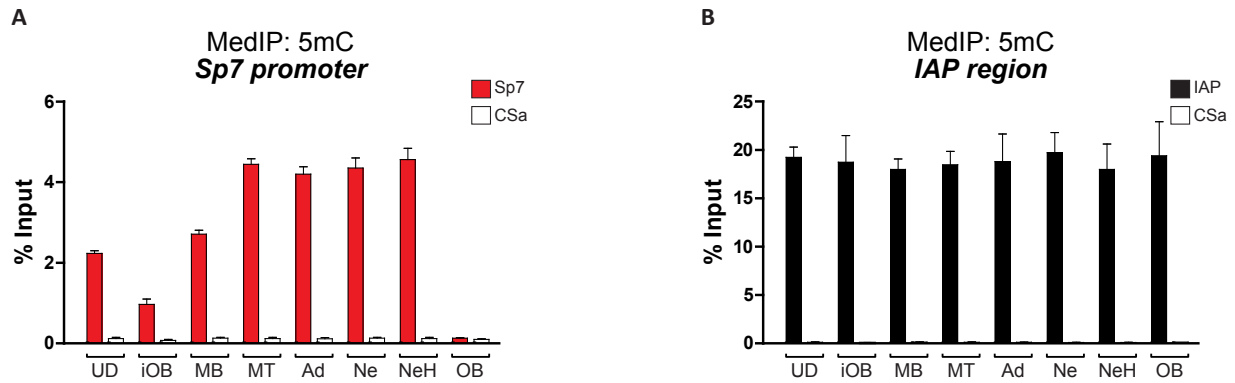 A
MedIP: 5mC
Sp7 promoter
Sp7
CSa
6
4
2
0
% Input
UD iOB MB MT Ad Ne NeH OB
B
MedIP: 5mC
IAP region
IAP
CSa
25
20
15
10
5
0
% Input
UD iOB MB MT Ad Ne NeH OB